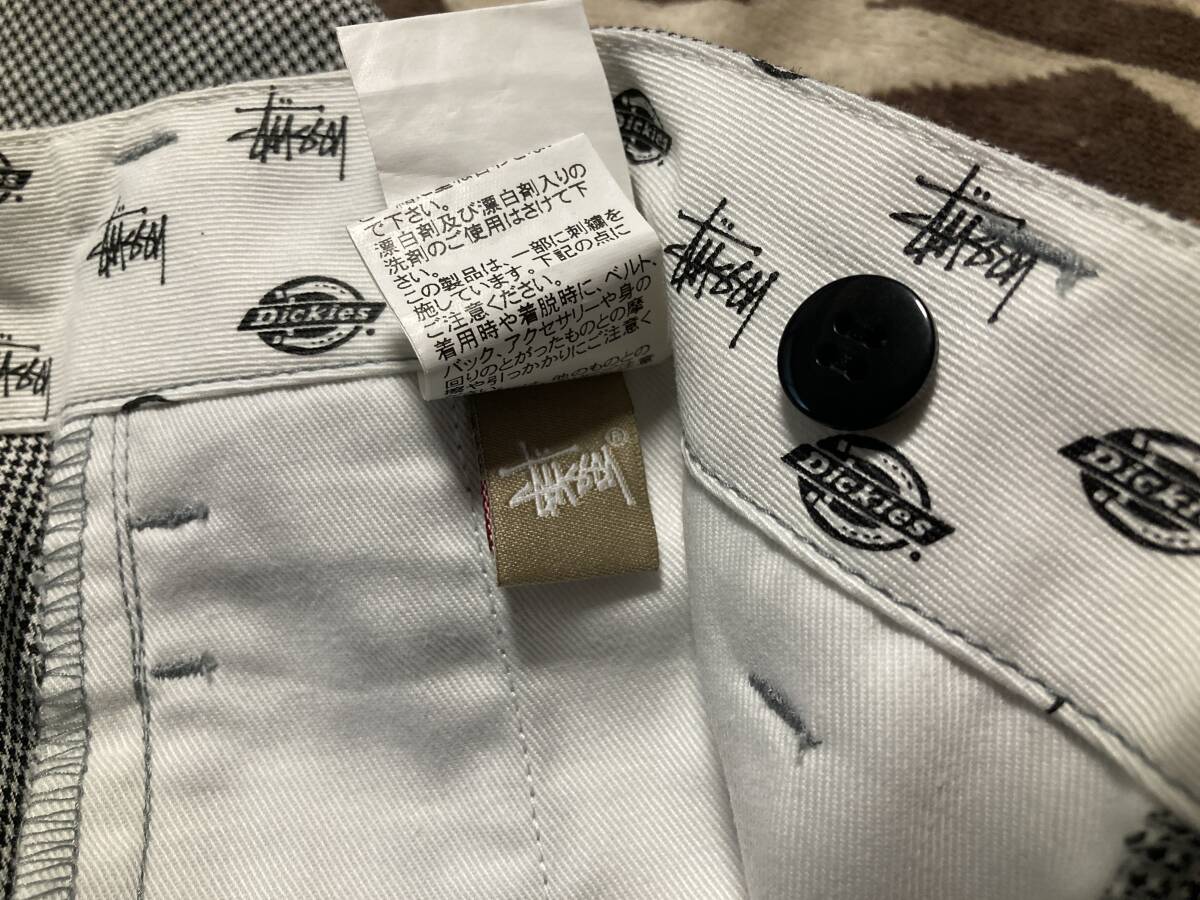 Stüssy
Stüssy
Dickies
で下さい。
漂白剤及び漂白剤入りの
洗剤のご使用はさけて下
さい。
この製品は、一部に刺繍を
施しています。下記の点に
ご注意ください。
着用時や着脱時に、ベルト、
バック、アクセサリーや身の
回りのとがったものとの摩
擦や引っかかりにご注意く
Stüssy
Stüssy
Stüssy®
Dickies
Dickies